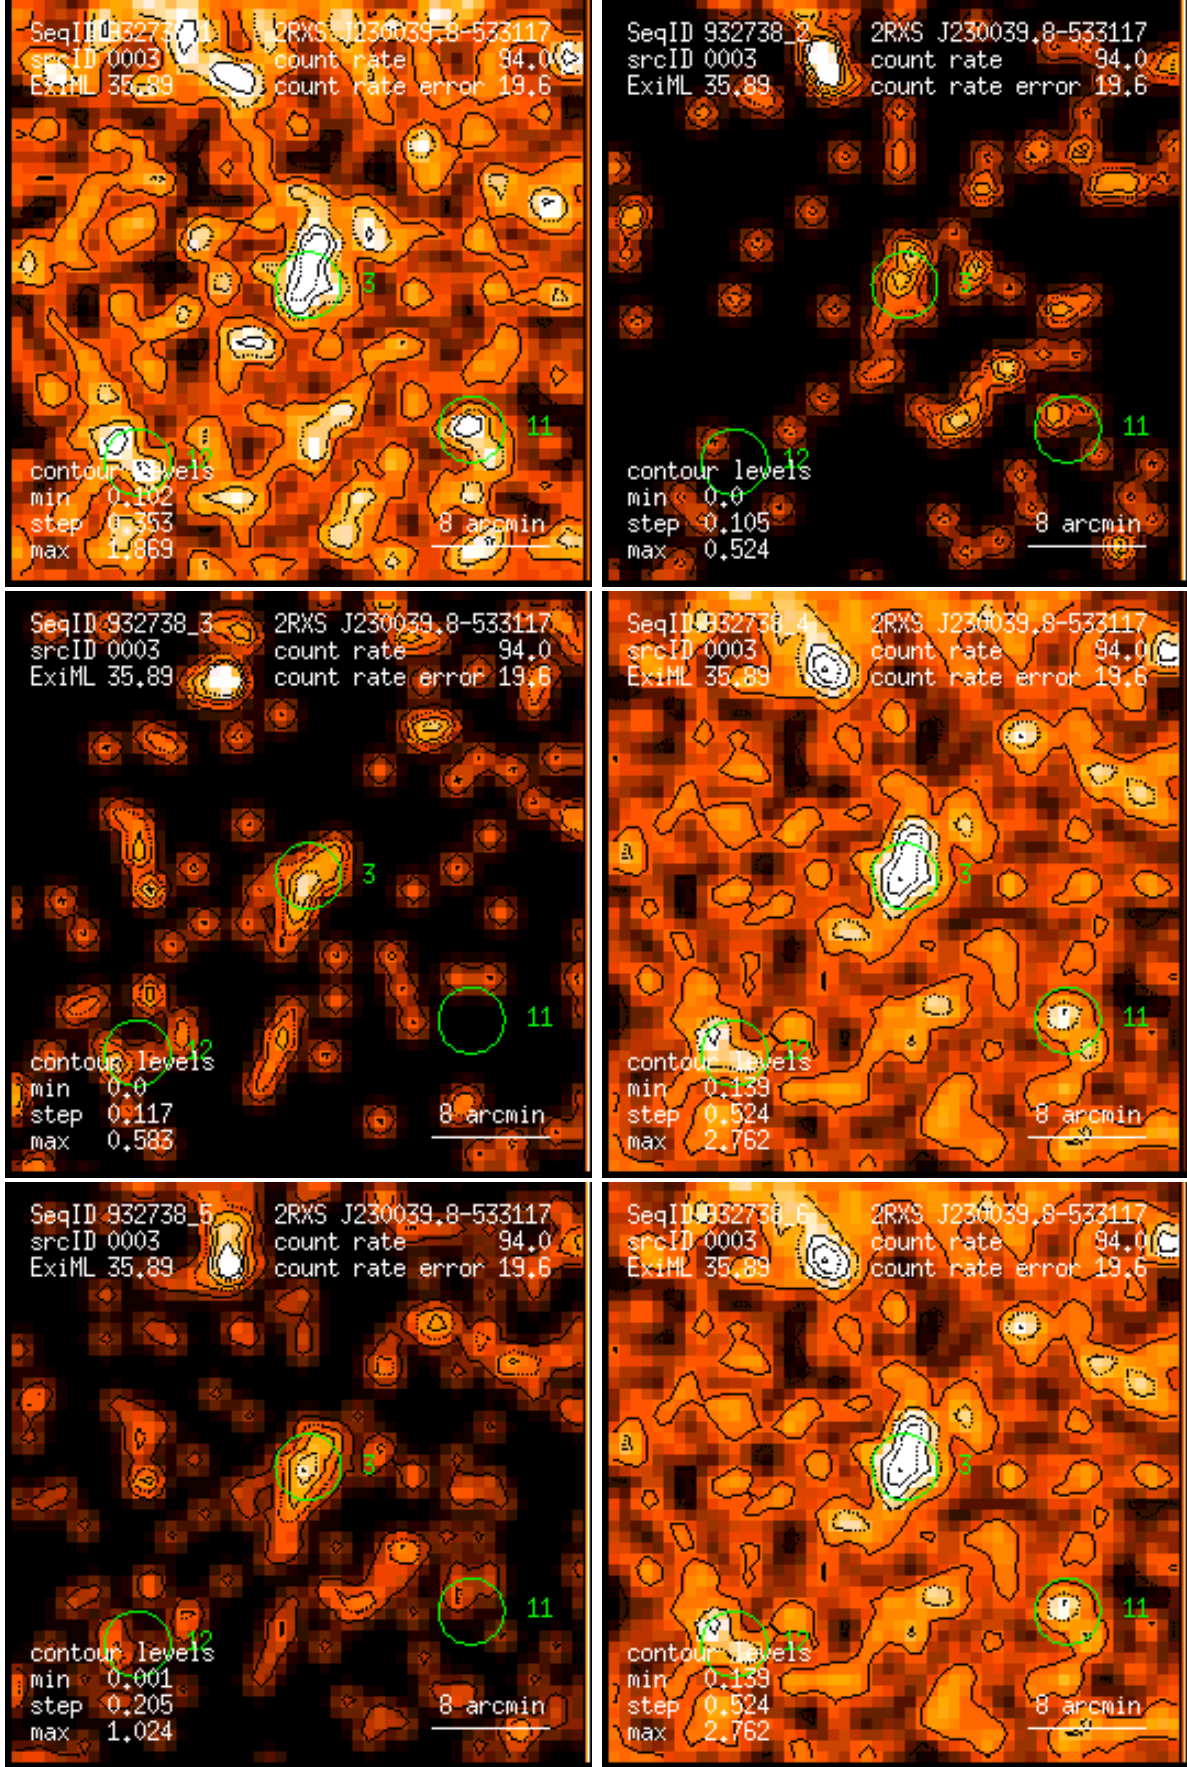 SeqID 932738_1 2RXS J230039.8-533117
srcID 0003 count rate 94.0
ExiML 35.89 count rate error 19.6
3
11
12
contour levels
min 0.102
step 0.353
max 1.869
8 arcmin
SeqID 932738_2 2RXS J230039.8-533117
srcID 0003 count rate 94.0
ExiML 35.89 count rate error 19.6
3
11
12
contour levels
min 0.0
step 0.105
max 0.524
8 arcmin
SeqID 932738_3 2RXS J230039.8-533117
srcID 0003 count rate 94.0
ExiML 35.89 count rate error 19.6
3
11
12
contour levels
min 0.0
step 0.117
max 0.583
8 arcmin
SeqID 932738_4 2RXS J230039.8-533117
srcID 0003 count rate 94.0
ExiML 35.89 count rate error 19.6
3
11
12
contour levels
min 0.139
step 0.524
max 2.762
8 arcmin
SeqID 932738_5 2RXS J230039.8-533117
srcID 0003 count rate 94.0
ExiML 35.89 count rate error 19.6
3
11
12
contour levels
min 0.001
step 0.205
max 1.024
8 arcmin
SeqID 932738_6 2RXS J230039.8-533117
srcID 0003 count rate 94.0
ExiML 35.89 count rate error 19.6
3
11
12
contour levels
min 0.139
step 0.524
max 2.762
8 arcmin